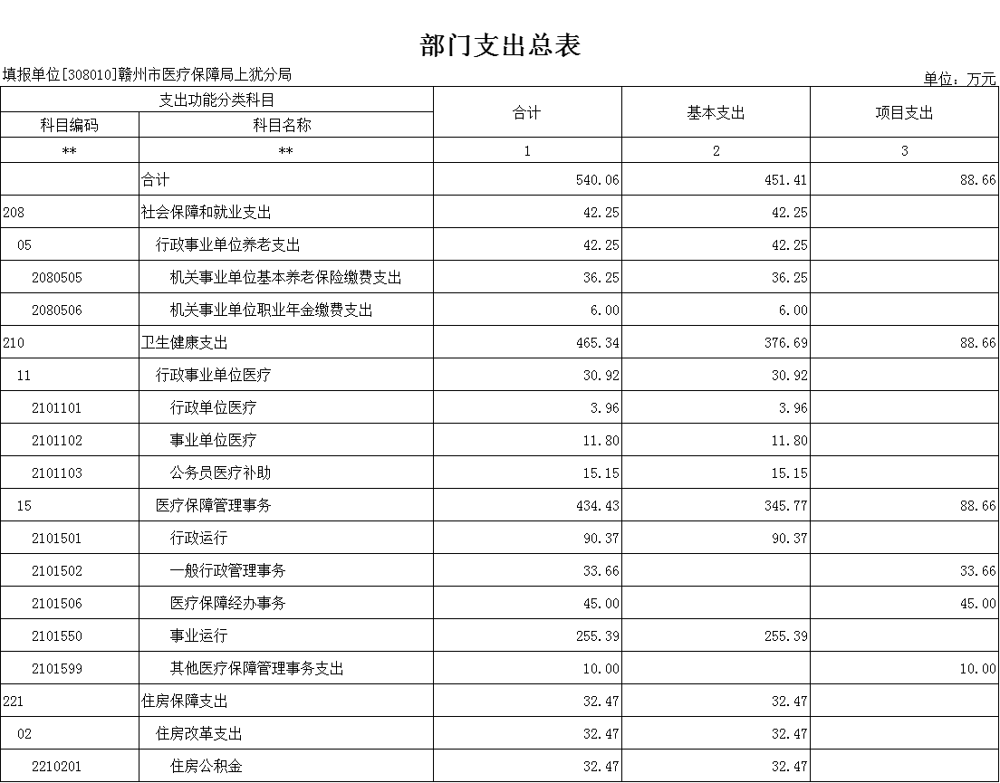 部门支出总表
填报单位[308010]赣州市医疗保障局上犹分局 单位：万元
支出功能分类科目 合计 基本支出 项目支出
科目编码 科目名称
** ** 1 2 3
合计 540.06 451.41 88.66
208 社会保障和就业支出 42.25 42.25
05 行政事业单位养老支出 42.25 42.25
2080505 机关事业单位基本养老保险缴费支出 36.25 36.25
2080506 机关事业单位职业年金缴费支出 6.00 6.00
210 卫生健康支出 465.34 376.69 88.66
11 行政事业单位医疗 30.92 30.92
2101101 行政单位医疗 3.96 3.96
2101102 事业单位医疗 11.80 11.80
2101103 公务员医疗补助 15.15 15.15
15 医疗保障管理事务 434.43 345.77 88.66
2101501 行政运行 90.37 90.37
2101502 一般行政管理事务 33.66 33.66
2101506 医疗保障经办事务 45.00 45.00
2101550 事业运行 255.39 255.39
2101599 其他医疗保障管理事务支出 10.00 10.00
221 住房保障支出 32.47 32.47
02 住房改革支出 32.47 32.47
2210201 住房公积金 32.47 32.47